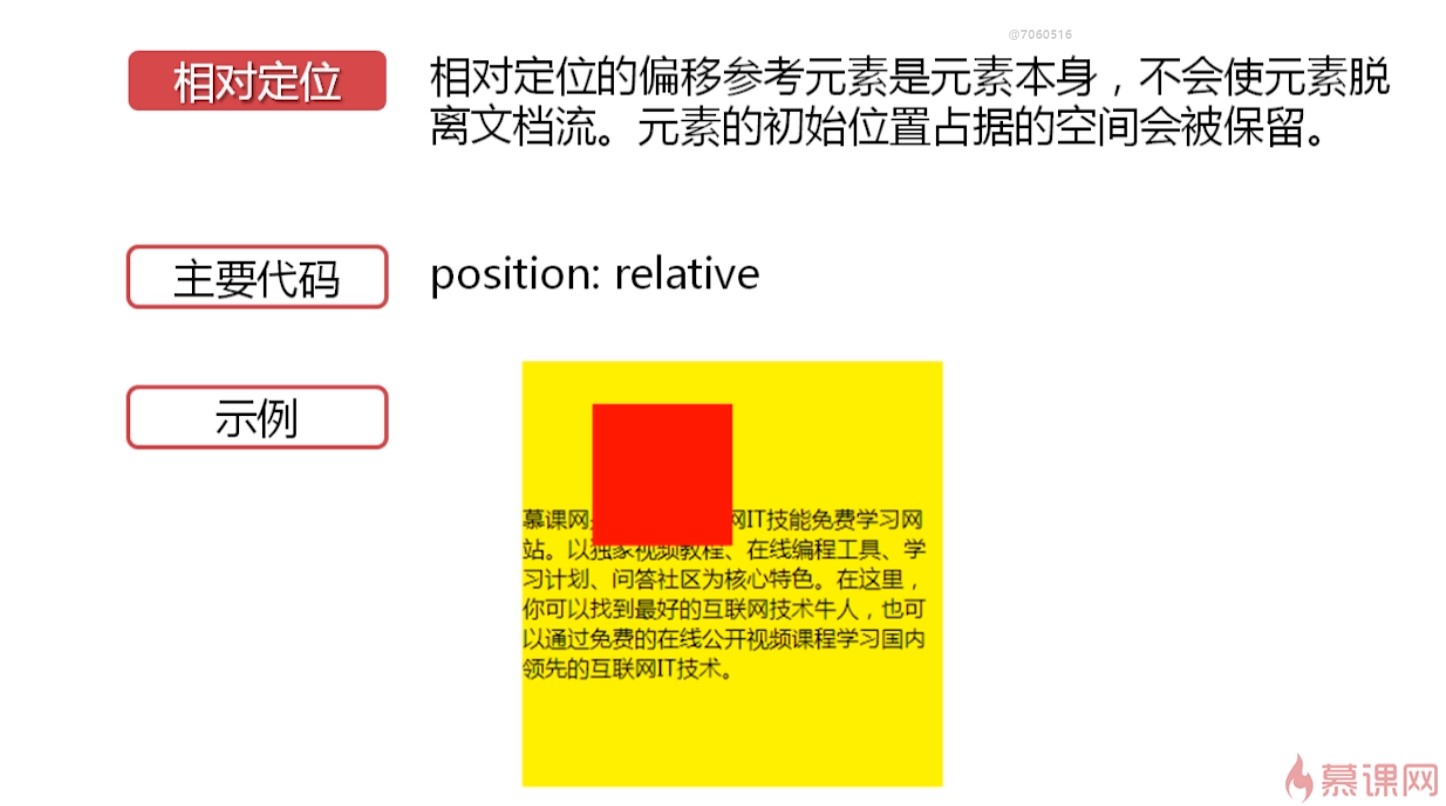 @7060516
相对定位
相对定位的偏移参考元素是元素本身，不会使元素脱
离文档流。元素的初始位置占据的空间会被保留。
主要代码
position: relative
示例
慕课网 网IT技能免费学习网
站。以独家视频教程、在线编程工具、学
习计划、问答社区为核心特色。在这里，
你可以找到最好的互联网技术牛人，也可
以通过免费的在线公开视频课程学习国内
领先的互联网IT技术。
慕课网